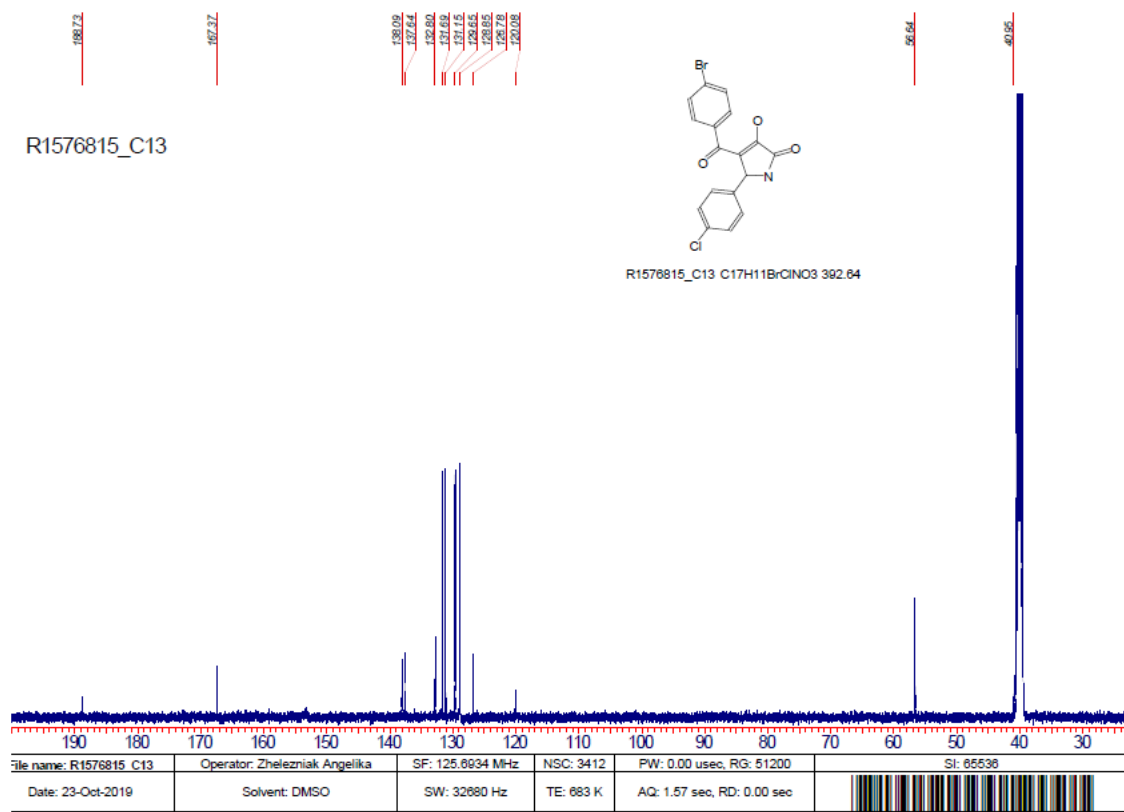 188.73
167.37
138.09
137.64
132.80
131.69
131.15
129.65
128.85
126.78
120.08
56.64
40.95
R1576815_C13
Br
O
O
O
N
Cl
R1576815_C13 C17H11BrClNO3 392.64
190 180 170 160 150 140 130 120 110 100 90 80 70 60 50 40 30
File name: R1576815_C13 Operator: Zhelezniak Angelika SF: 125.6934 MHz NSC: 3412 PW: 0.00 usec, RG: 51200 SI: 65536
Date: 23-Oct-2019 Solvent: DMSO SW: 32680 Hz TE: 683 K AQ: 1.57 sec, RD: 0.00 sec